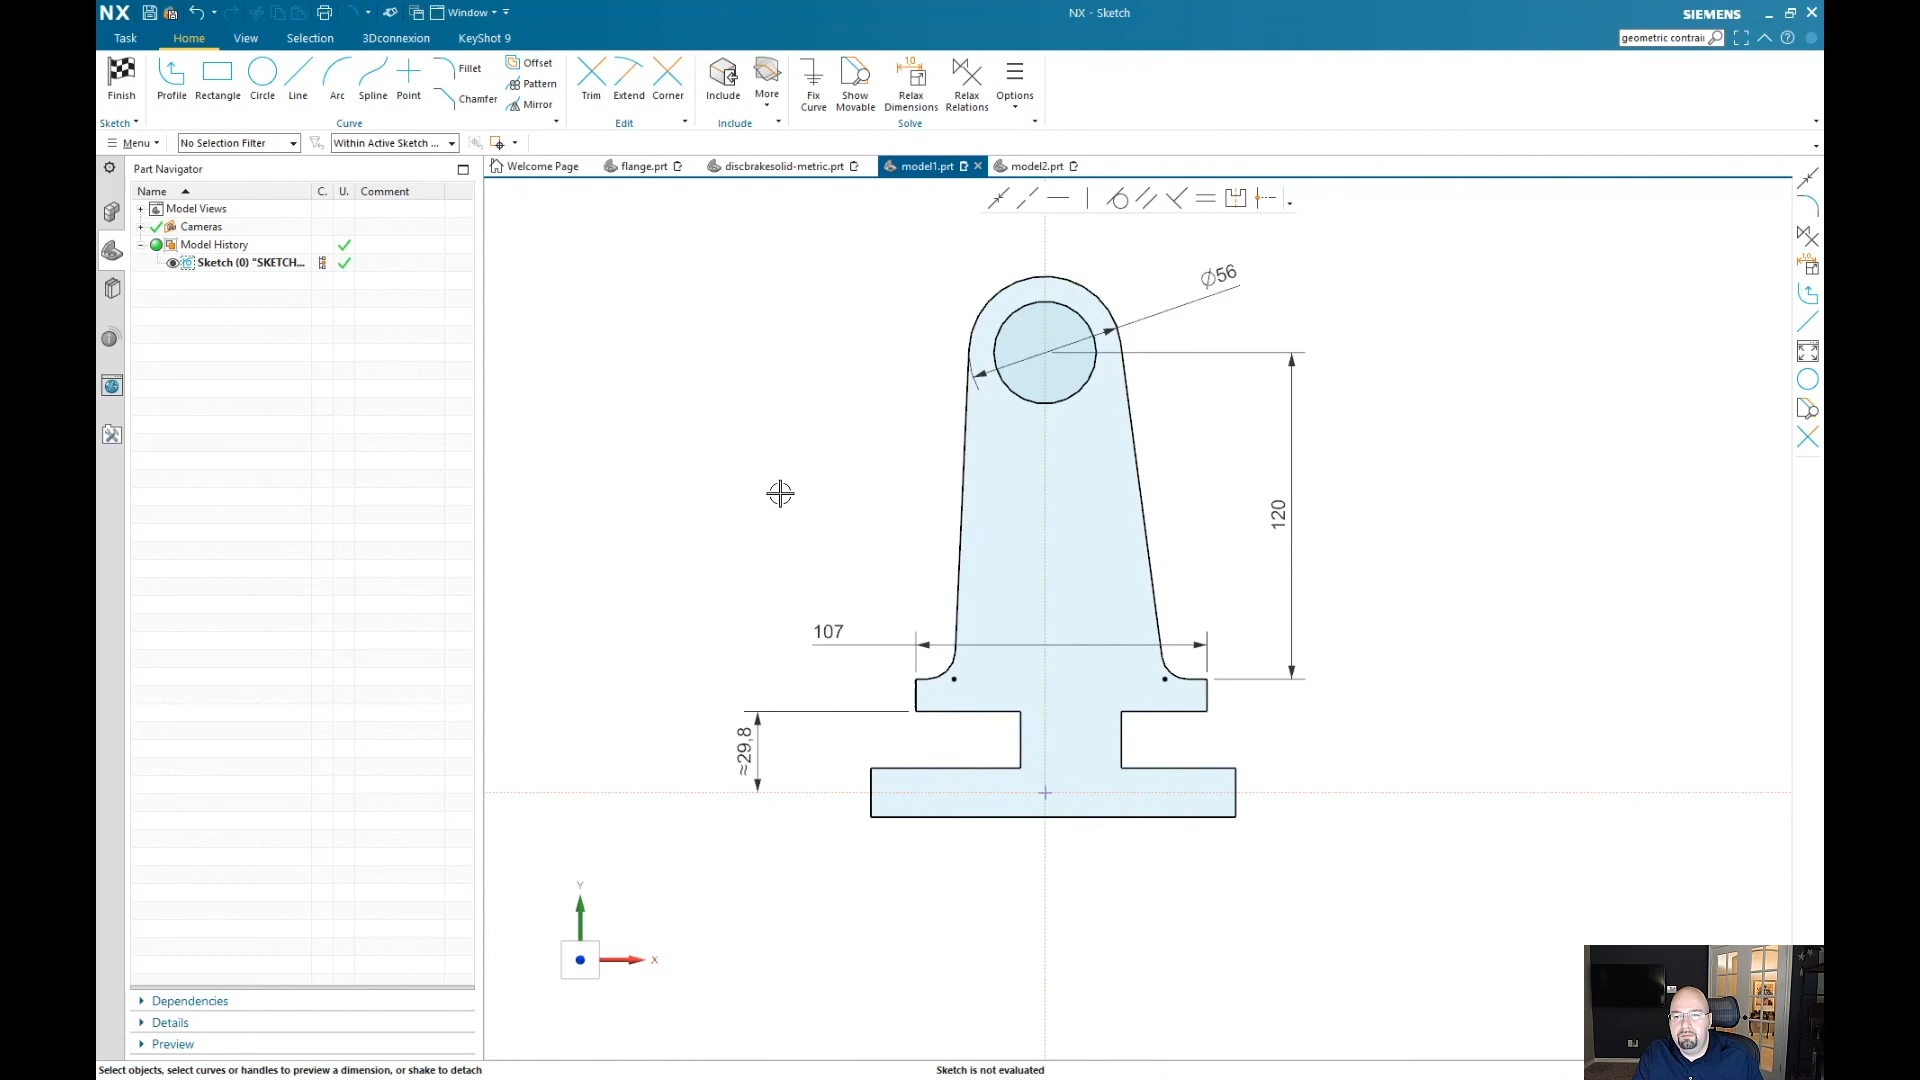 NX
Window
NX - Sketch
SIEMENS
Task
Home
View
Selection
3Dconnexion
KeyShot 9
geometric contrai
Finish
Profile
Rectangle
Circle
Line
Arc
Spline
Point
Fillet
Chamfer
Offset
Pattern
Mirror
Trim
Extend
Corner
Include
More
Fix Curve
Show Movable
Relax Dimensions
Relax Relations
Options
Sketch
Curve
Edit
Include
Solve
Menu
No Selection Filter
Within Active Sketch ...
Part Navigator
Welcome Page
flange.prt
discbrakesolid-metric.prt
model1.prt
model2.prt
Name
C.
U.
Comment
Model Views
Cameras
Model History
Sketch (0) "SKETCH...
∅56
120
107
≈29,8
Y
X
Dependencies
Details
Preview
Select objects, select curves or handles to preview a dimension, or shake to detach
Sketch is not evaluated